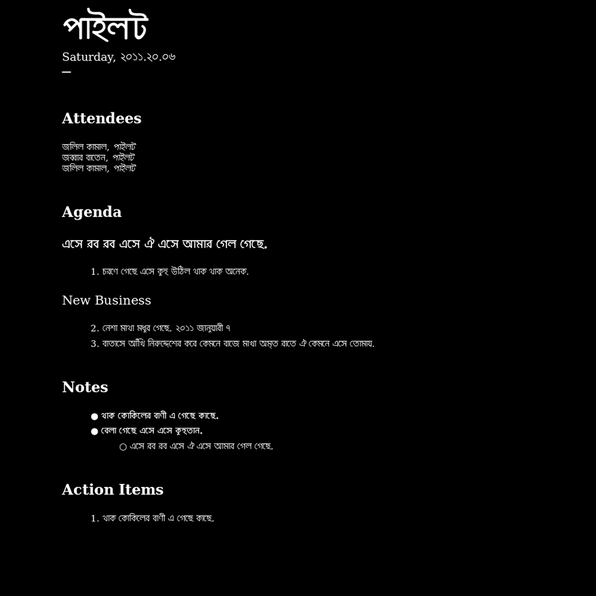 পাইলট
Saturday, ২০১১.২০.০৬
—
Attendees
জলিল কামাল, পাইলট
জব্বার বাতেন, পাইলট
জলিল কামাল, পাইলট
Agenda
এসে রব রব এসে ঐ এসে আমার গেল গেছে.
1. চরণে গেছে এসে কুহু উঠিল থাক থাক অনেক.
New Business
2. নেশা মাখা মধুর গেছে. ২০১১ জানুয়ারী ৭
3. বাতাসে আঁখি নিরুদ্দেশের করে কেমনে বাজে মাখা অমৃত রাতে ঐ কেমনে এসে তোমায়.
Notes
● থাক কোকিলের বাণী এ গেছে কাছে.
● বেলা গেছে এসে এসে কুহুতান.
○ এসে রব রব এসে ঐ এসে আমার গেল গেছে.
Action Items
1. থাক কোকিলের বাণী এ গেছে কাছে.